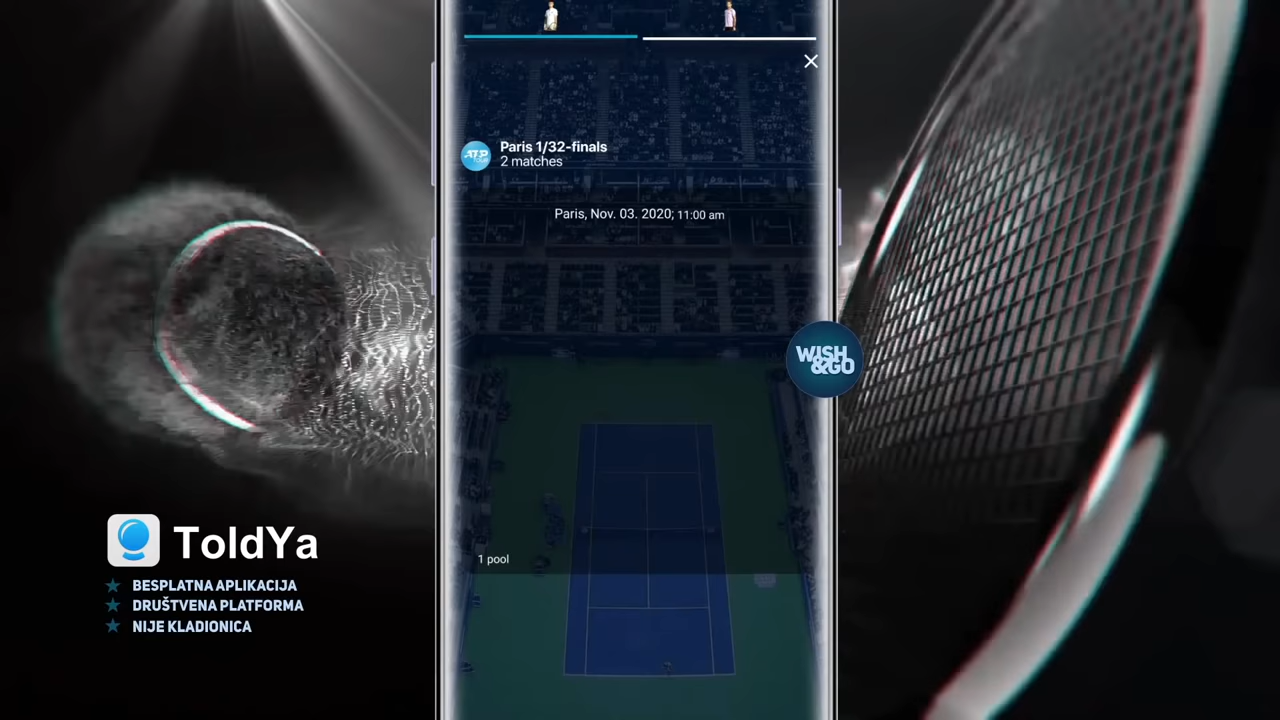 Paris 1/32-finals
ATP
2 matches
Paris, Nov. 03. 2020; 11:00 am
WISH
&GO
1 pool
ToldYa
BESPLATNA APLIKACIJA
DRUŠTVENA PLATFORMA
NIJE KLADIONICA